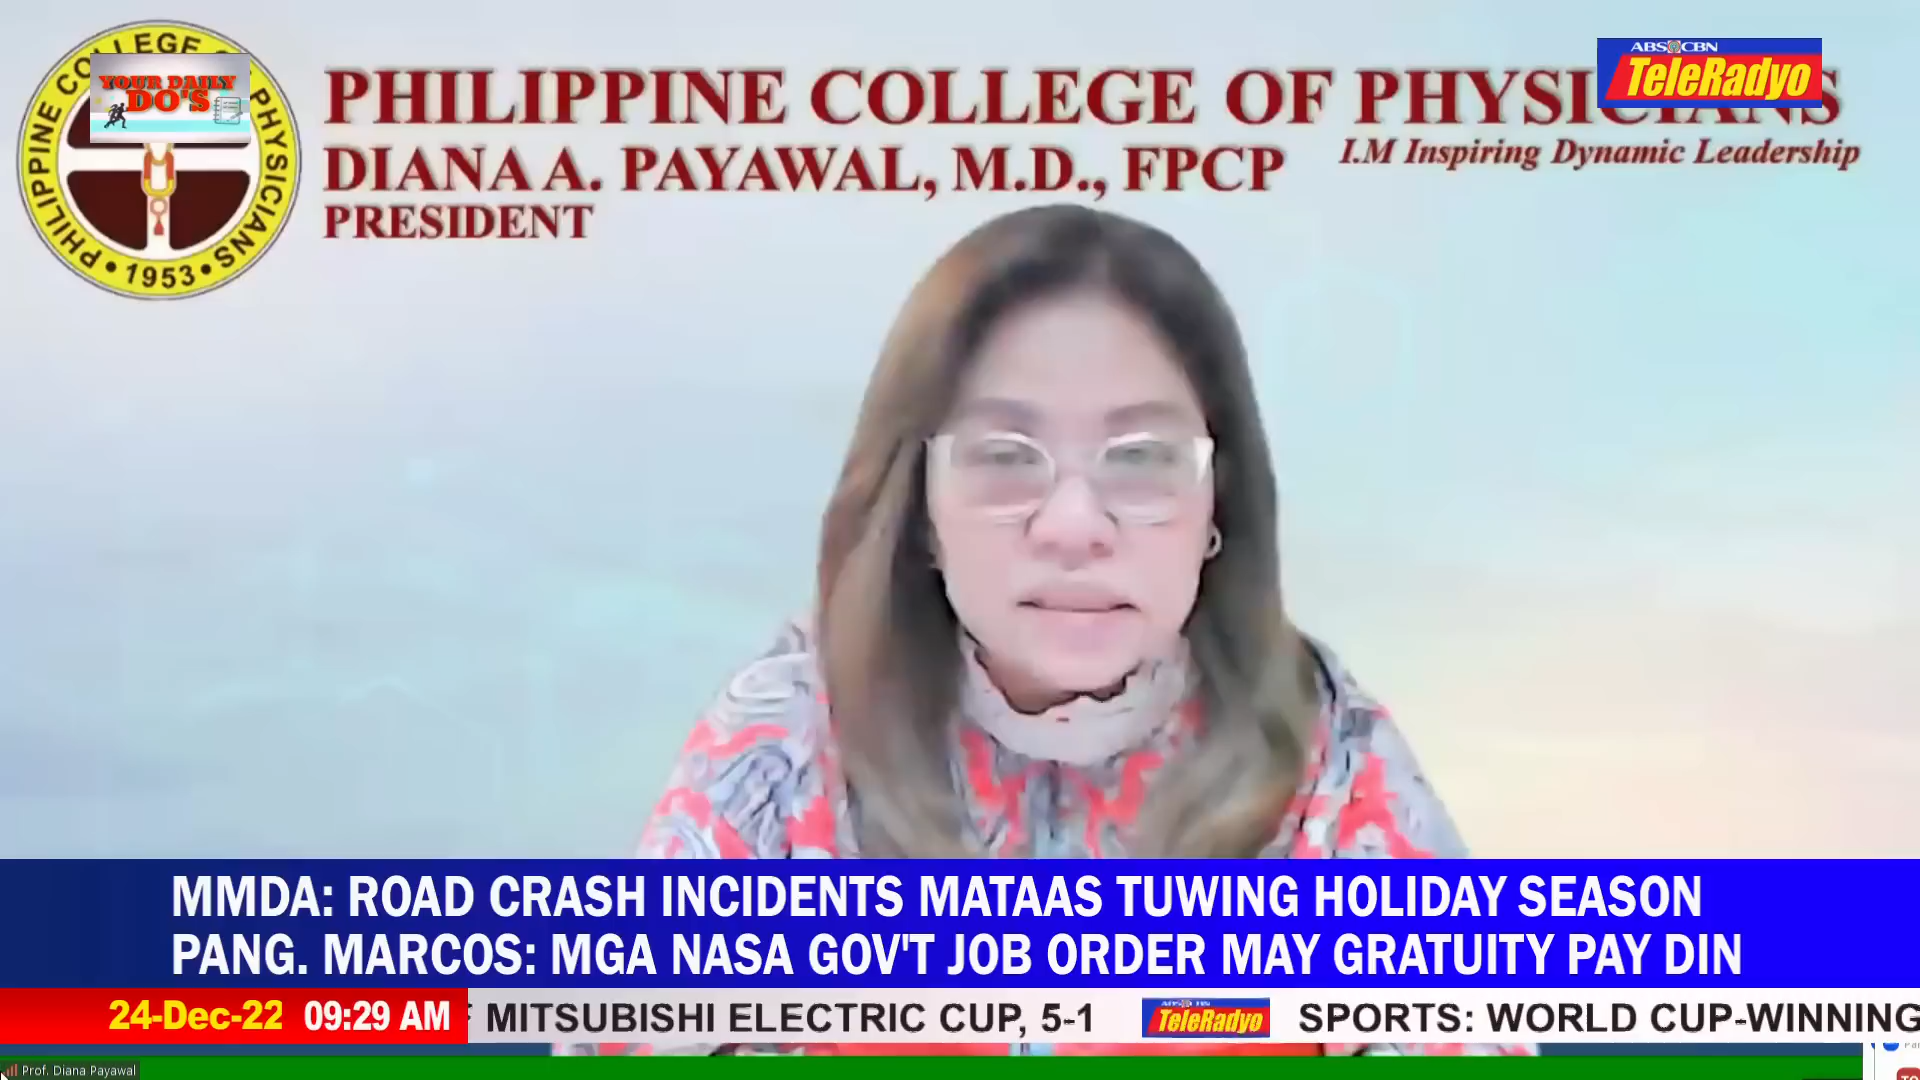 PHILIPPINE COLLEGE OF PHYSICIANS
1953
YOUR DAILY
DO'S
PHILIPPINE COLLEGE OF PHYSICIANS
DIANA A. PAYAWAL, M.D., FPCP
I.M Inspiring Dynamic Leadership
PRESIDENT
ABS-CBN
TeleRadyo
MMDA: ROAD CRASH INCIDENTS MATAAS TUWING HOLIDAY SEASON
PANG. MARCOS: MGA NASA GOV'T JOB ORDER MAY GRATUITY PAY DIN
24-Dec-22 09:29 AM MITSUBISHI ELECTRIC CUP, 5-1 TeleRadyo SPORTS: WORLD CUP-WINNING
Prof. Diana Payawal